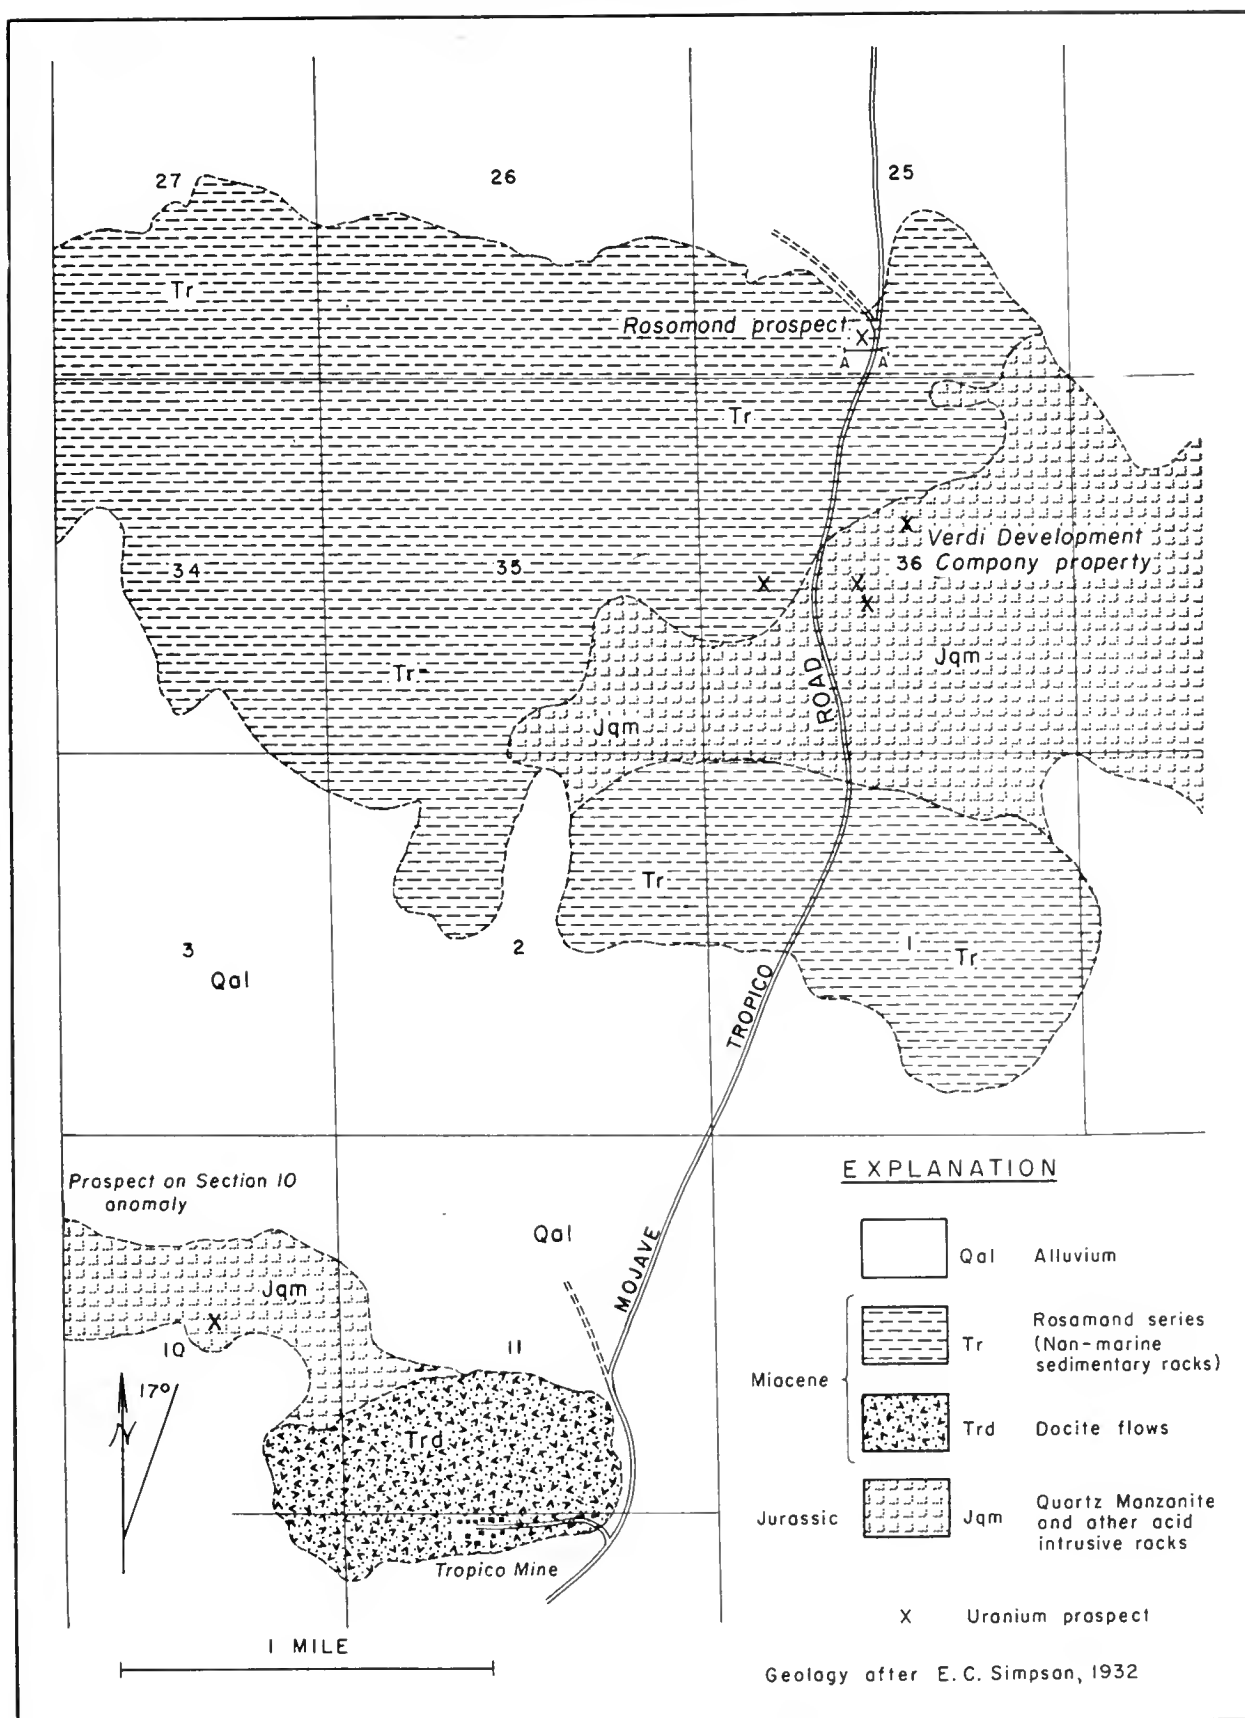 27
26
25
Tr
Rosamond prospect
X
A A
Tr
X
Verdi Development
36 Company property
34
35
X
X
X
Tr
Jqm
ROAD
Jqm
Tr
1
Tr
3
2
Qal
TROPICO
Prospect on Section 10
anomaly
Qal
MOJAVE
Jqm
X
10
11
17°
N
Trd
Tropico Mine
1 MILE
EXPLANATION
Qal Alluvium
Miocene
Tr
Rosamond series
(Non-marine
sedimentary rocks)
Trd Docite flows
Jurassic
Jqm
Quartz Manzanite
and other acid
intrusive rocks
X Uranium prospect
Geology after E. C. Simpson, 1932